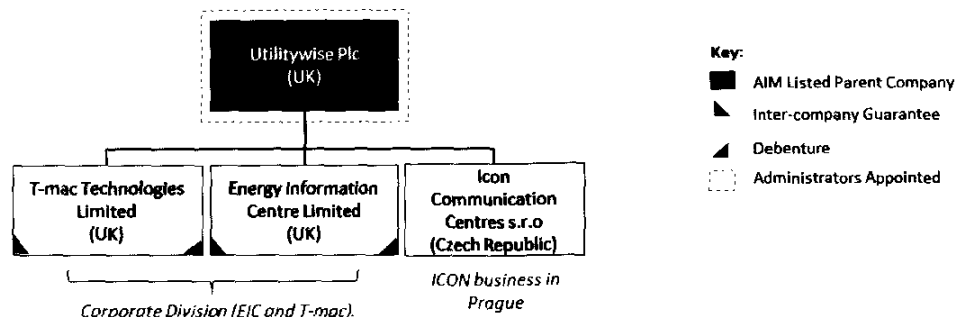 Utilitywise Plc
(UK)
Key:
AIM Listed Parent Company
Inter-company Guarantee
Debenture
Administrators Appointed
T-mac Technologies
Limited
(UK)
Energy Information
Centre Limited
(UK)
Icon
Communication
Centres s.r.o
(Czech Republic)
Corporate Division (EIC and T-mac).
ICON business in
Prague